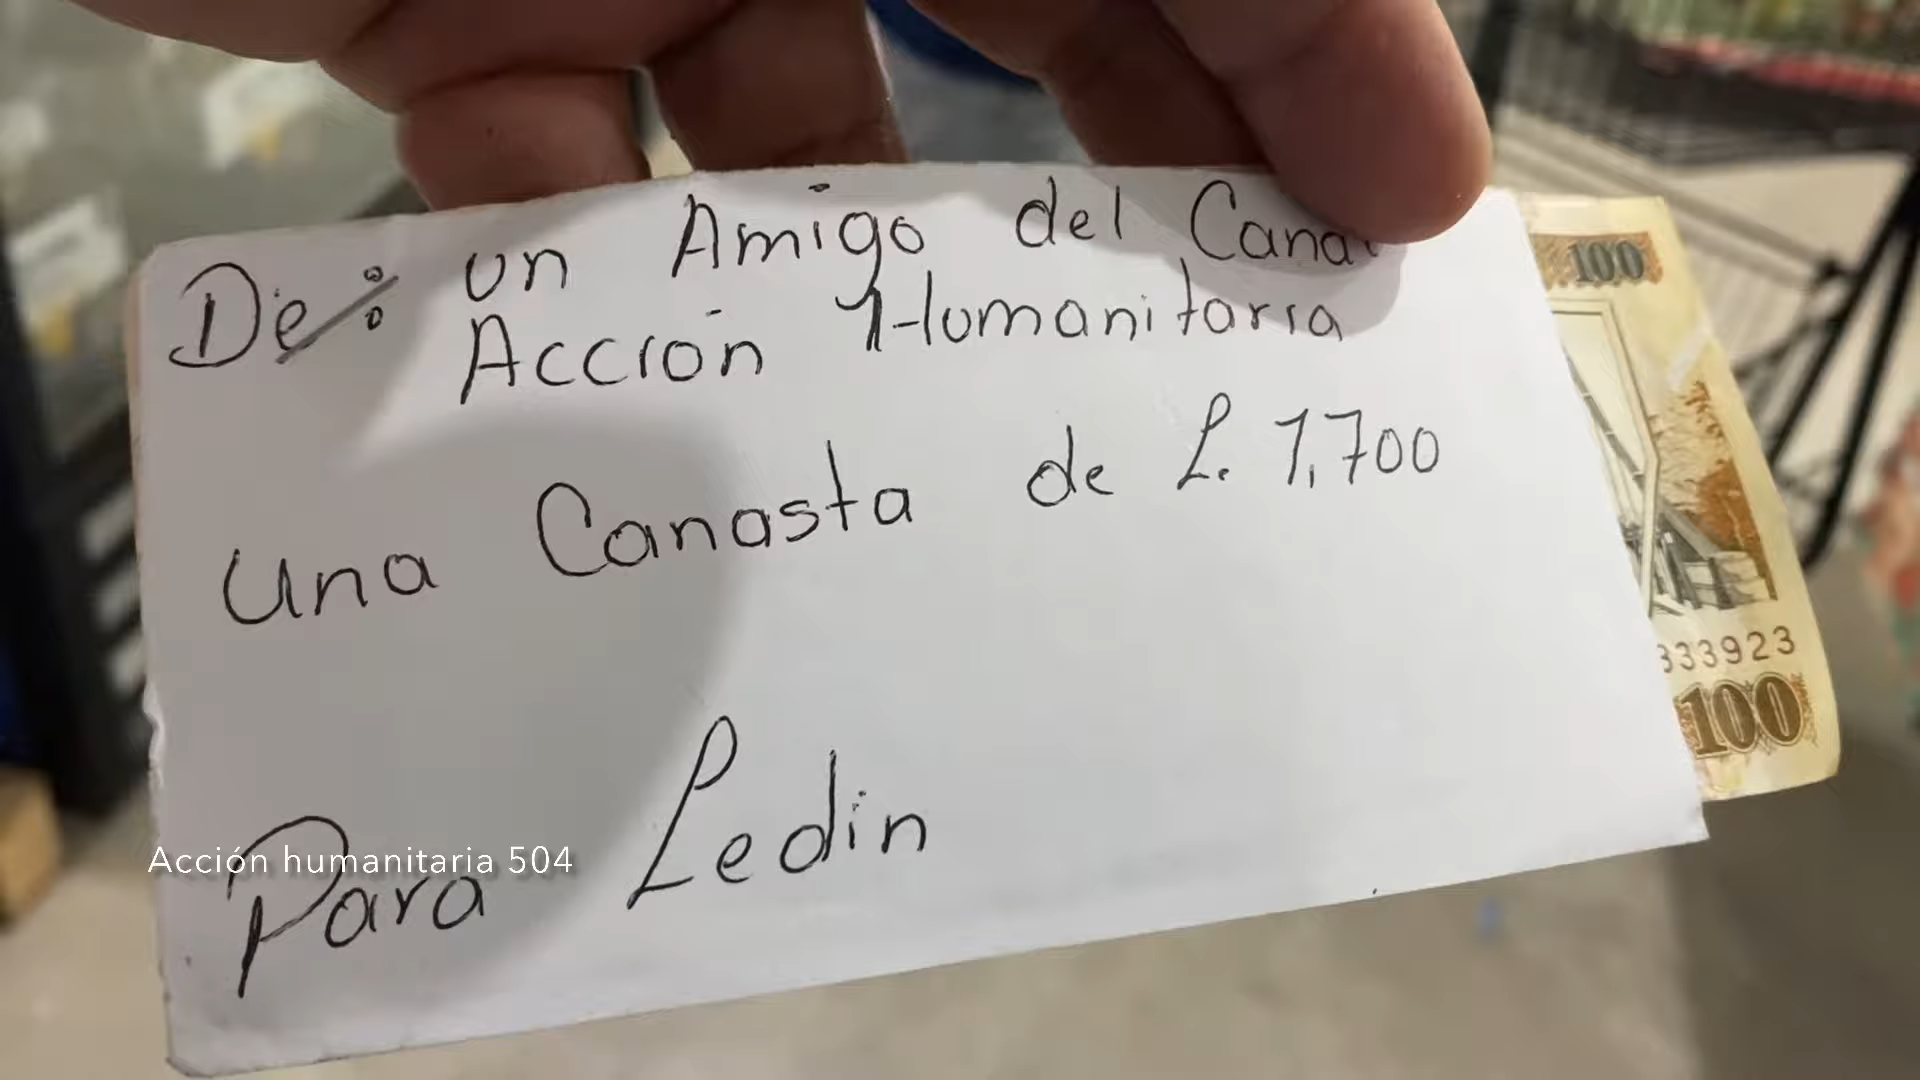 De: un Amigo del Canal
Acción Humanitaria
una Canasta de L. 1,700
Para Ledin
Acción humanitaria 504
100
333923
100